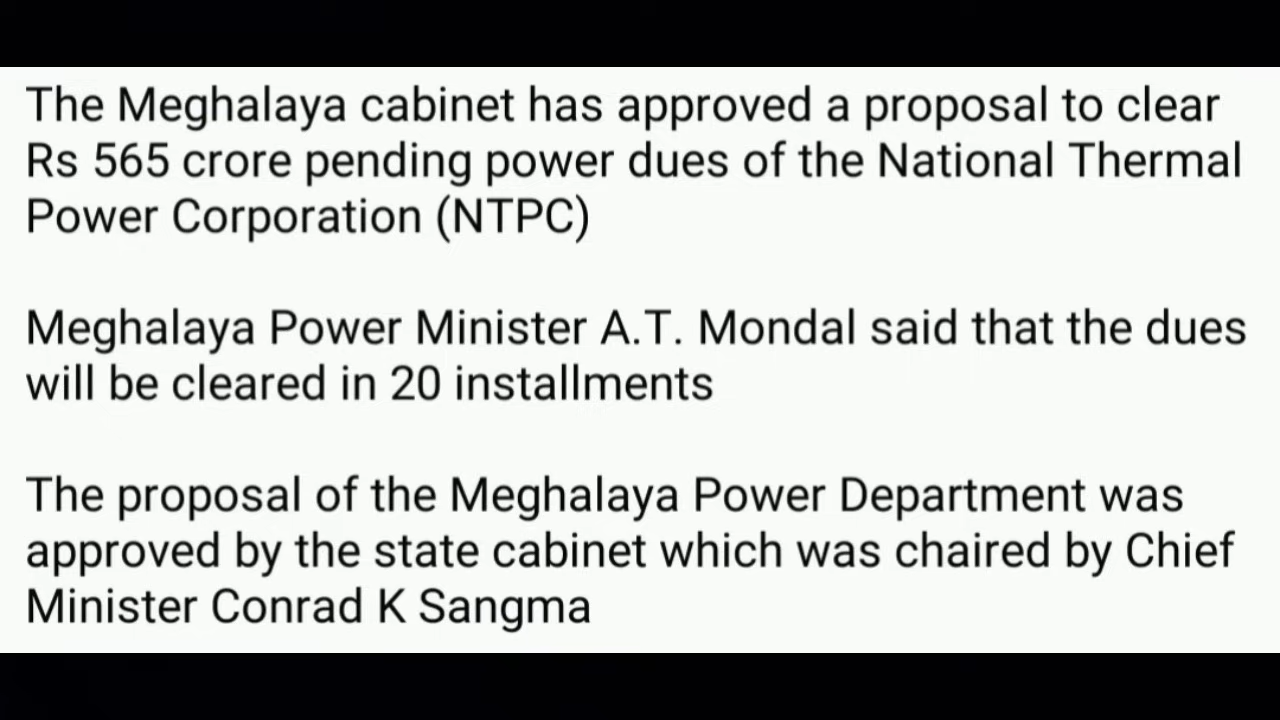 The Meghalaya cabinet has approved a proposal to clear
Rs 565 crore pending power dues of the National Thermal
Power Corporation (NTPC)
Meghalaya Power Minister A.T. Mondal said that the dues
will be cleared in 20 installments
The proposal of the Meghalaya Power Department was
approved by the state cabinet which was chaired by Chief
Minister Conrad K Sangma